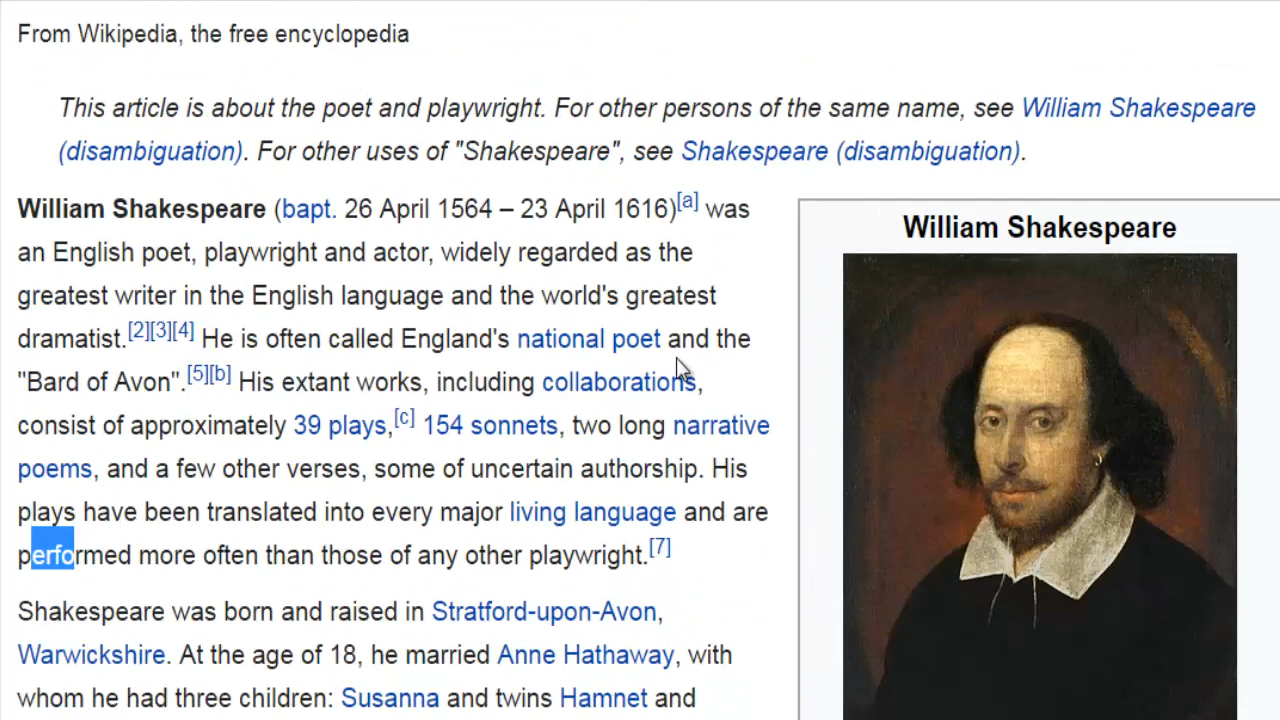 From Wikipedia, the free encyclopedia
This article is about the poet and playwright. For other persons of the same name, see William Shakespeare
(disambiguation). For other uses of "Shakespeare", see Shakespeare (disambiguation).
William Shakespeare (bapt. 26 April 1564 – 23 April 1616)[a] was
an English poet, playwright and actor, widely regarded as the
greatest writer in the English language and the world's greatest
dramatist.[2][3][4] He is often called England's national poet and the
"Bard of Avon".[5][b] His extant works, including collaborations,
consist of approximately 39 plays,[c] 154 sonnets, two long narrative
poems, and a few other verses, some of uncertain authorship. His
plays have been translated into every major living language and are
performed more often than those of any other playwright.[7]
Shakespeare was born and raised in Stratford-upon-Avon,
Warwickshire. At the age of 18, he married Anne Hathaway, with
whom he had three children: Susanna and twins Hamnet and
William Shakespeare